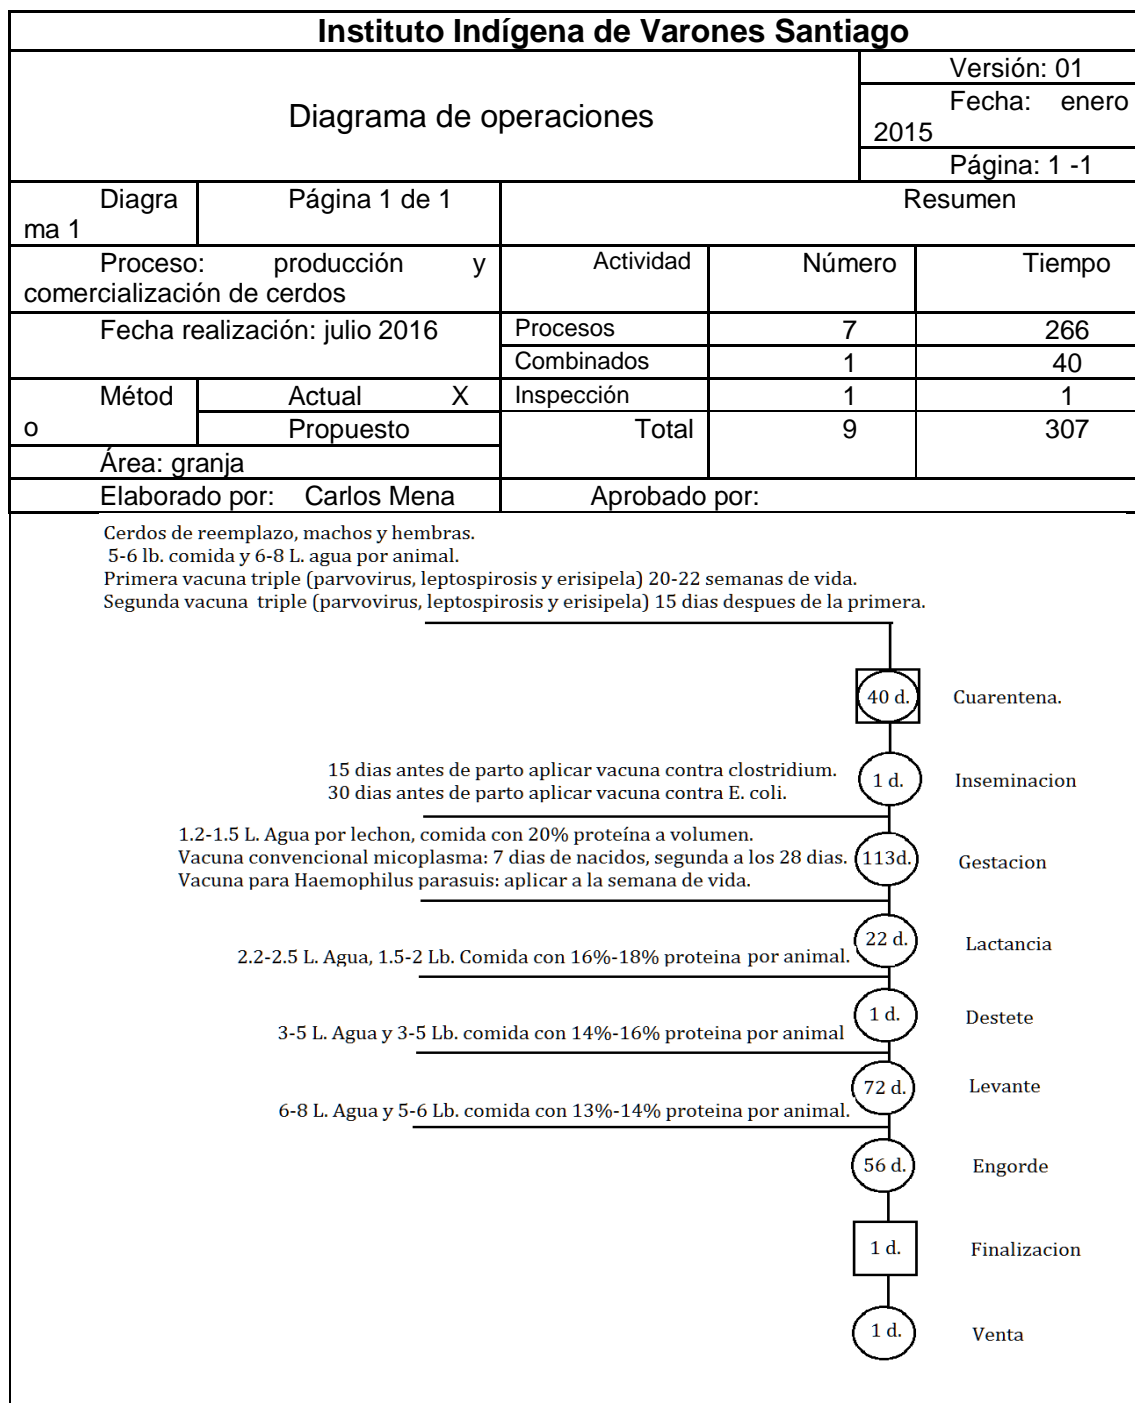 Instituto Indígena de Varones Santiago
Diagrama de operaciones
Versión: 01
Fecha: enero
2015
Página: 1 -1
Diagra
ma 1
Página 1 de 1
Resumen
Proceso: producción y
comercialización de cerdos
Actividad Número Tiempo
Fecha realización: julio 2016
Procesos 7 266
Combinados 1 40
Métod
o
Actual X
Propuesto
Inspección 1 1
Total 9 307
Área: granja
Elaborado por: Carlos Mena
Aprobado por:
Cerdos de reemplazo, machos y hembras.
5-6 lb. comida y 6-8 L. agua por animal.
Primera vacuna triple (parvovirus, leptospirosis y erisipela) 20-22 semanas de vida.
Segunda vacuna triple (parvovirus, leptospirosis y erisipela) 15 dias despues de la primera.
40 d. Cuarentena.
15 dias antes de parto aplicar vacuna contra clostridium.
30 dias antes de parto aplicar vacuna contra E. coli.
1 d. Inseminacion
1.2-1.5 L. Agua por lechon, comida con 20% proteína a volumen.
Vacuna convencional micoplasma: 7 dias de nacidos, segunda a los 28 dias.
Vacuna para Haemophilus parasuis: aplicar a la semana de vida.
113d. Gestacion
22 d. Lactancia
2.2-2.5 L. Agua, 1.5-2 Lb. Comida con 16%-18% proteina por animal.
1 d. Destete
3-5 L. Agua y 3-5 Lb. comida con 14%-16% proteina por animal
72 d. Levante
6-8 L. Agua y 5-6 Lb. comida con 13%-14% proteina por animal.
56 d. Engorde
1 d. Finalizacion
1 d. Venta